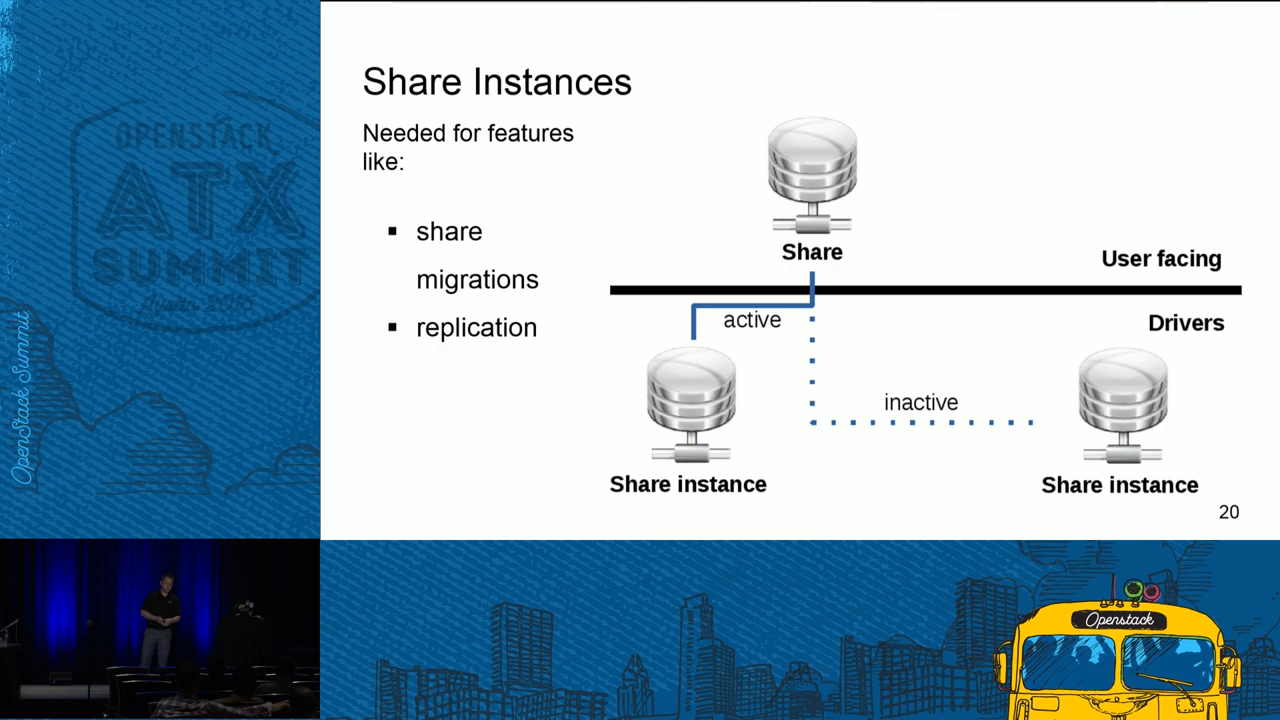 OPENSTACK
ATX
SUMMIT
OpenStack Summit
Share Instances
Needed for features
like:
▪ share
migrations
▪ replication
Share
User facing
active
Drivers
inactive
Share instance
Share instance
20
Openstack